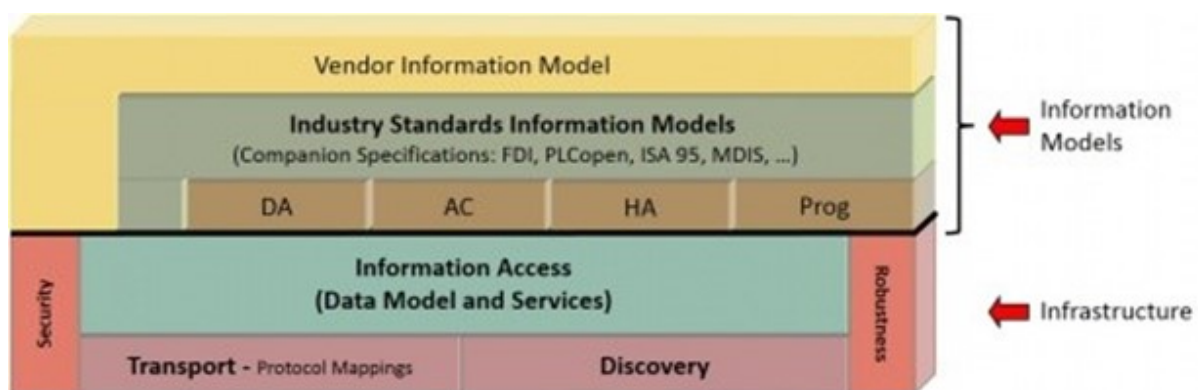 Vendor Information Model
Industry Standards Information Models
(Companion Specifications: FDI, PLCopen, ISA 95, MDIS, ...)
DA
AC
HA
Prog
Information
Models
Security
Information Access
(Data Model and Services)
Robustness
Infrastructure
Transport - Protocol Mappings
Discovery